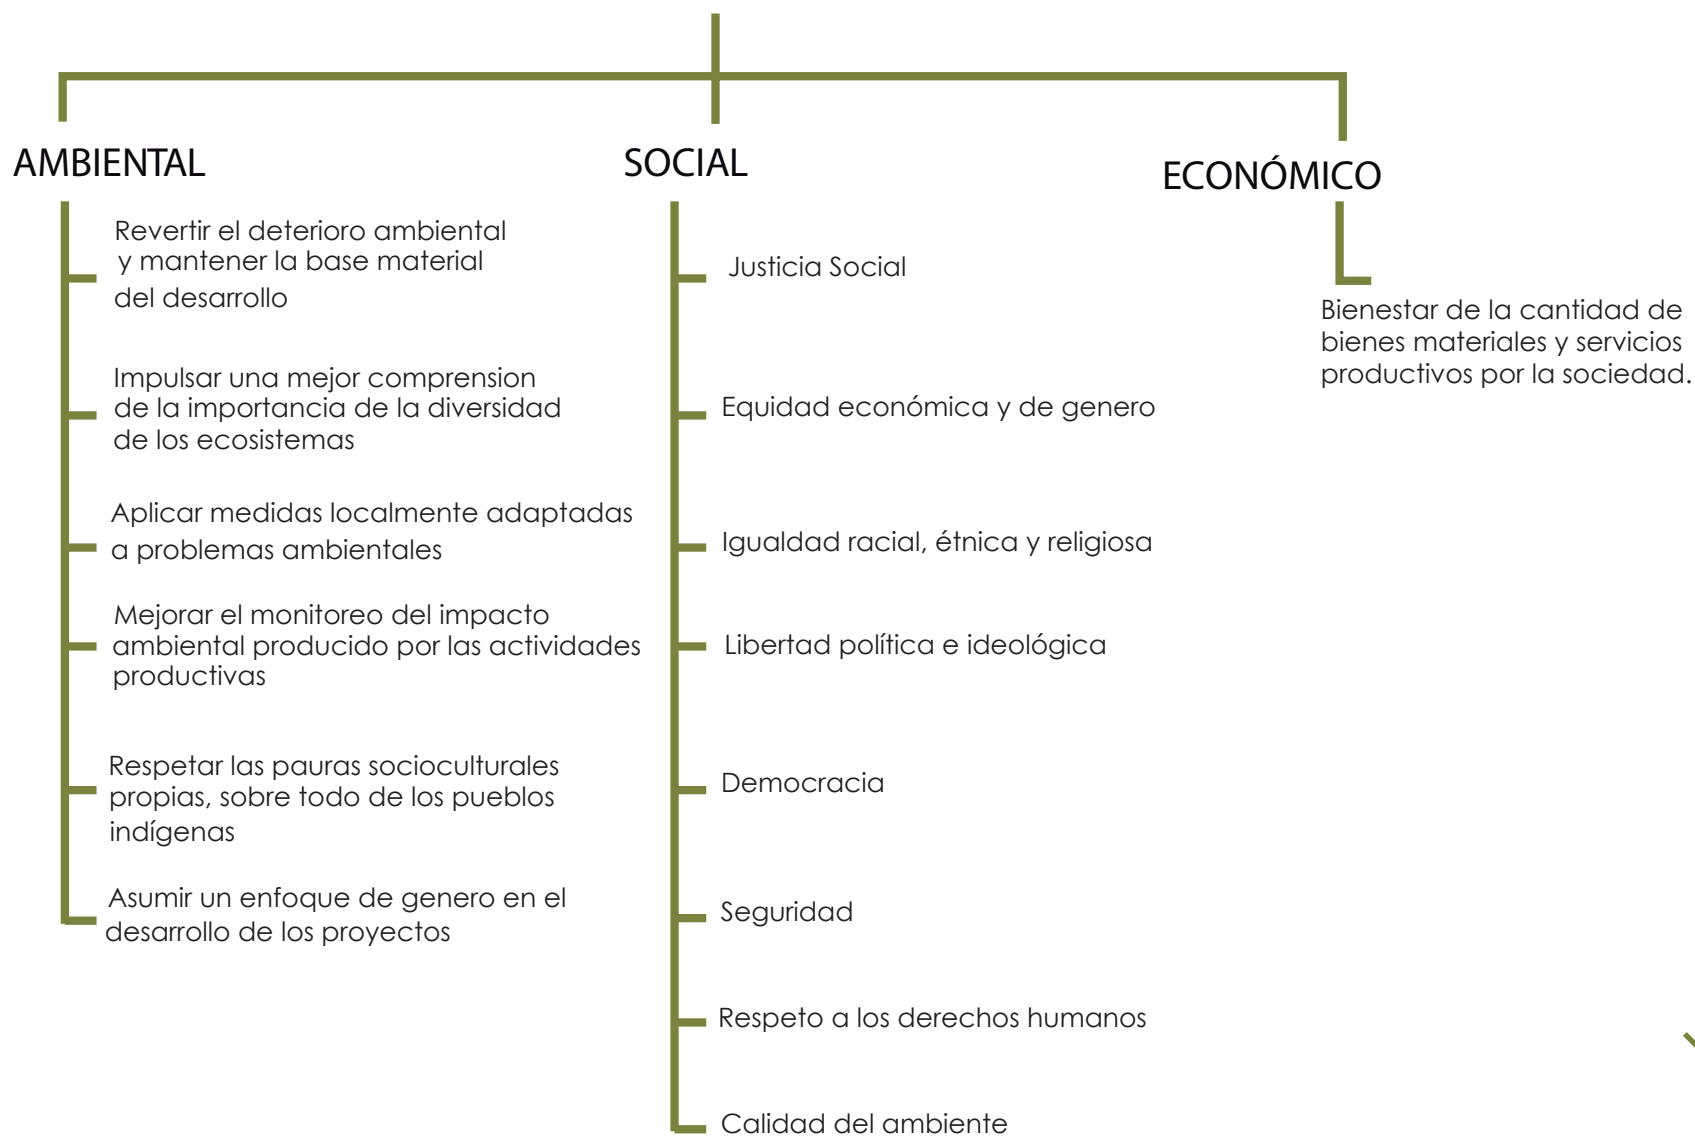 AMBIENTAL
Revertir el deterioro ambiental
y mantener la base material
del desarrollo
Impulsar una mejor comprension
de la importancia de la diversidad
de los ecosistemas
Aplicar medidas localmente adaptadas
a problemas ambientales
Mejorar el monitoreo del impacto
ambiental producido por las actividades
productivas
Respetar las pauras socioculturales
propias, sobre todo de los pueblos
indígenas
Asumir un enfoque de genero en el
desarrollo de los proyectos
SOCIAL
Justicia Social
Equidad económica y de genero
Igualdad racial, étnica y religiosa
Libertad política e ideológica
Democracia
Seguridad
Respeto a los derechos humanos
Calidad del ambiente
ECONÓMICO
Bienestar de la cantidad de
bienes materiales y servicios
productivos por la sociedad.